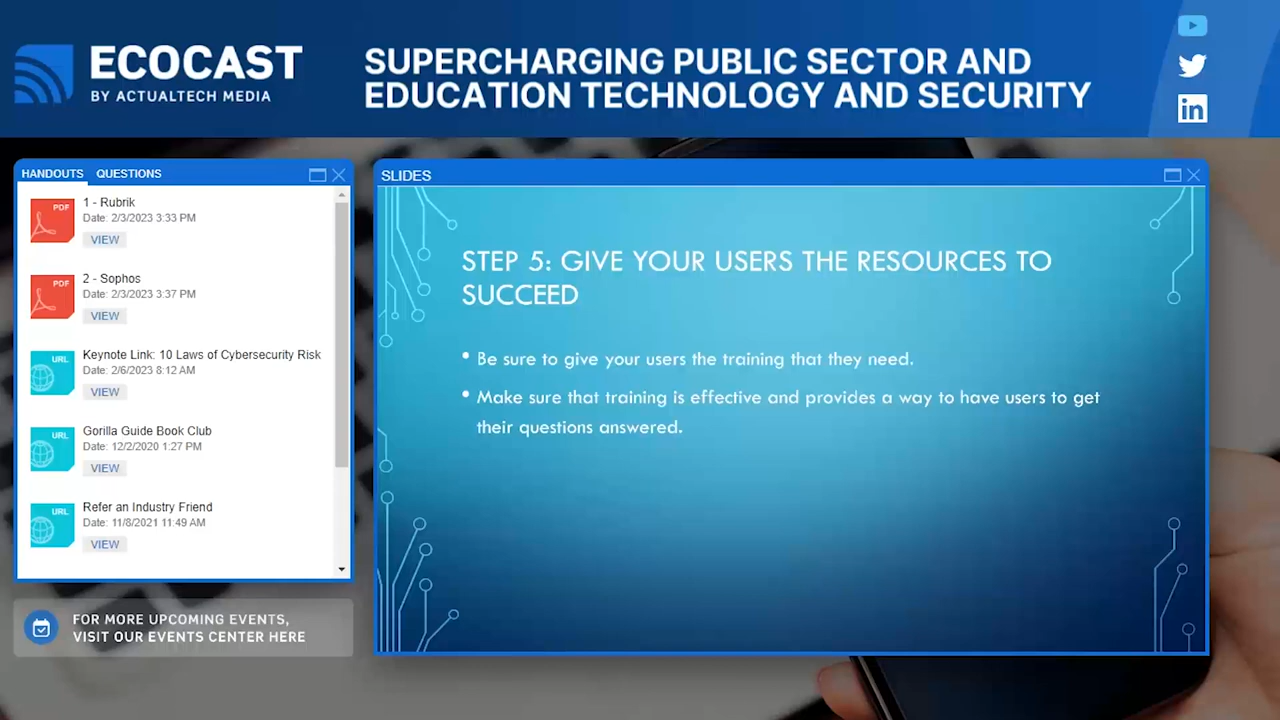 ECOCAST
BY ACTUALTECH MEDIA
SUPERCHARGING PUBLIC SECTOR AND
EDUCATION TECHNOLOGY AND SECURITY
in
HANDOUTS QUESTIONS
PDF
1 - Rubrik
Date: 2/3/2023 3:33 PM
VIEW
PDF
2 - Sophos
Date: 2/3/2023 3:37 PM
VIEW
URL
Keynote Link: 10 Laws of Cybersecurity Risk
Date: 2/6/2023 8:12 AM
VIEW
URL
Gorilla Guide Book Club
Date: 12/2/2020 1:27 PM
VIEW
URL
Refer an Industry Friend
Date: 11/8/2021 11:49 AM
VIEW
FOR MORE UPCOMING EVENTS,
VISIT OUR EVENTS CENTER HERE
SLIDES
STEP 5: GIVE YOUR USERS THE RESOURCES TO
SUCCEED
• Be sure to give your users the training that they need.
• Make sure that training is effective and provides a way to have users to get
their questions answered.